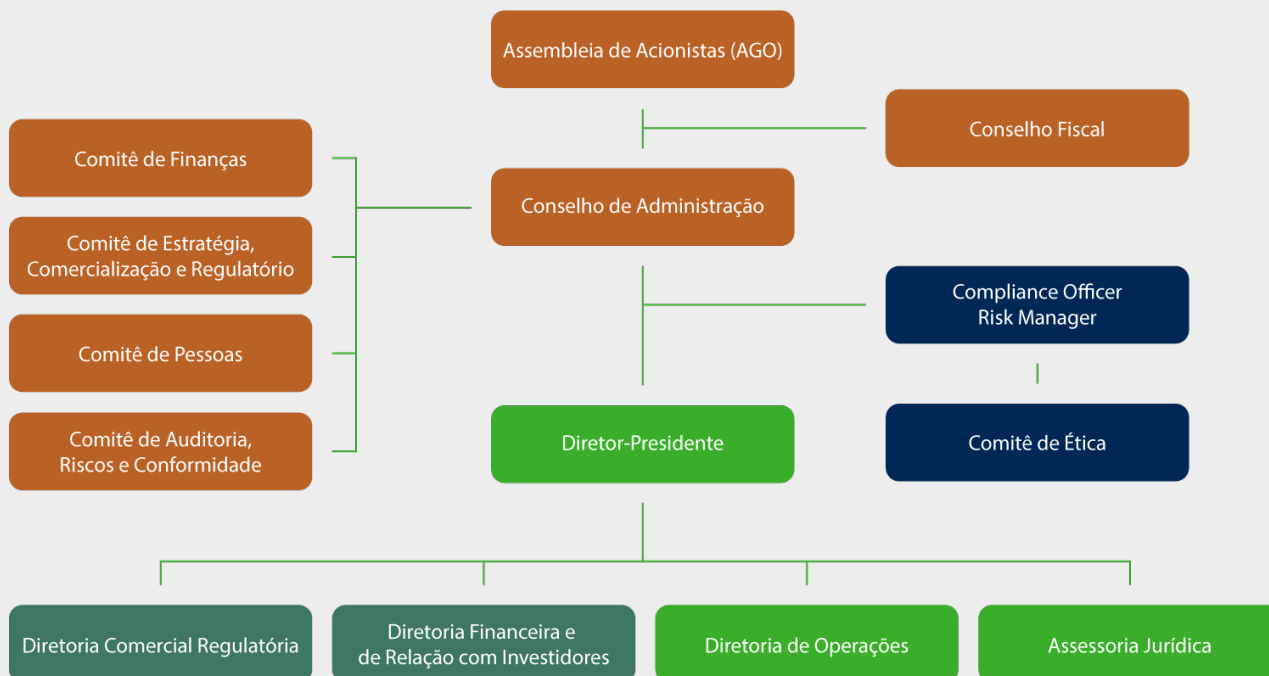 Assembleia de Acionistas (AGO)
Conselho Fiscal
Comitê de Finanças
Conselho de Administração
Comitê de Estratégia,
Comercialização e Regulatório
Compliance Officer
Risk Manager
Comitê de Pessoas
Comitê de Auditoria,
Riscos e Conformidade
Diretor-Presidente
Comitê de Ética
Diretoria Comercial Regulatória
Diretoria Financeira e
de Relação com Investidores
Diretoria de Operações
Assessoria Jurídica